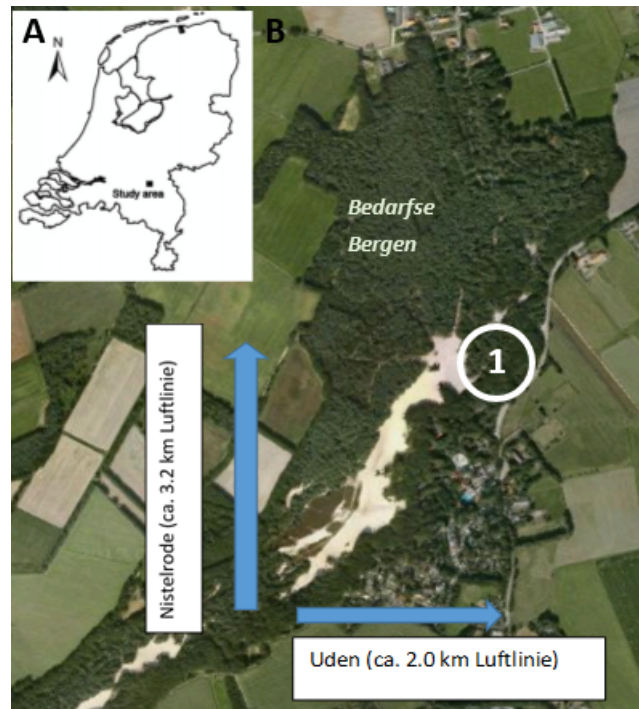 A
B
N
Study area
Bedarfse
Bergen
1
Nistelrode (ca. 3.2 km Luftlinie)
Uden (ca. 2.0 km Luftlinie)